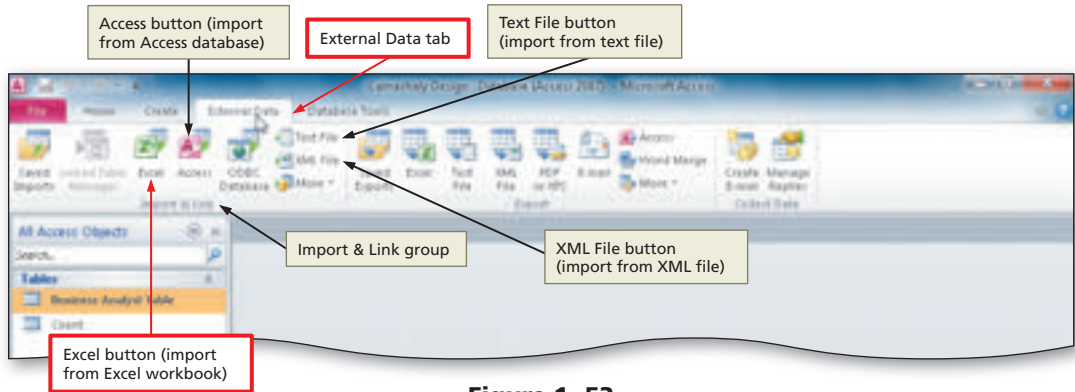 Access button (import
from Access database)
External Data tab
Text File button
(import from text file)
Camashaly Design : Database (Access 2007) - Microsoft Access
File Home Create External Data Database Tools
Saved
Imports
Linked Table
Manager
Excel
Access
ODBC
Database
Text File
XML File
More
Saved
Exports
Excel
Text
File
XML
File
PDF
or XPS
E-mail
Access
Word Merge
More
Create
E-mail
Manage
Replies
Import & Link
Export
Collect Data
All Access Objects
Search...
Tables
Business Analyst Table
Client
Import & Link group
XML File button
(import from XML file)
Excel button (import
from Excel workbook)
Figure 1–53